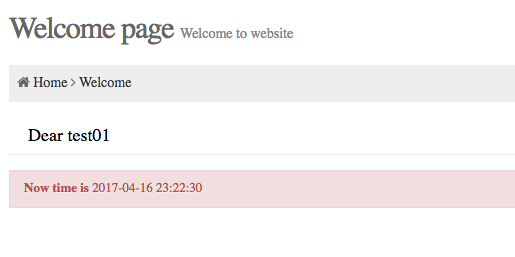 Welcome page Welcome to website
Home > Welcome
Dear test01
Now time is 2017-04-16 23:22:30